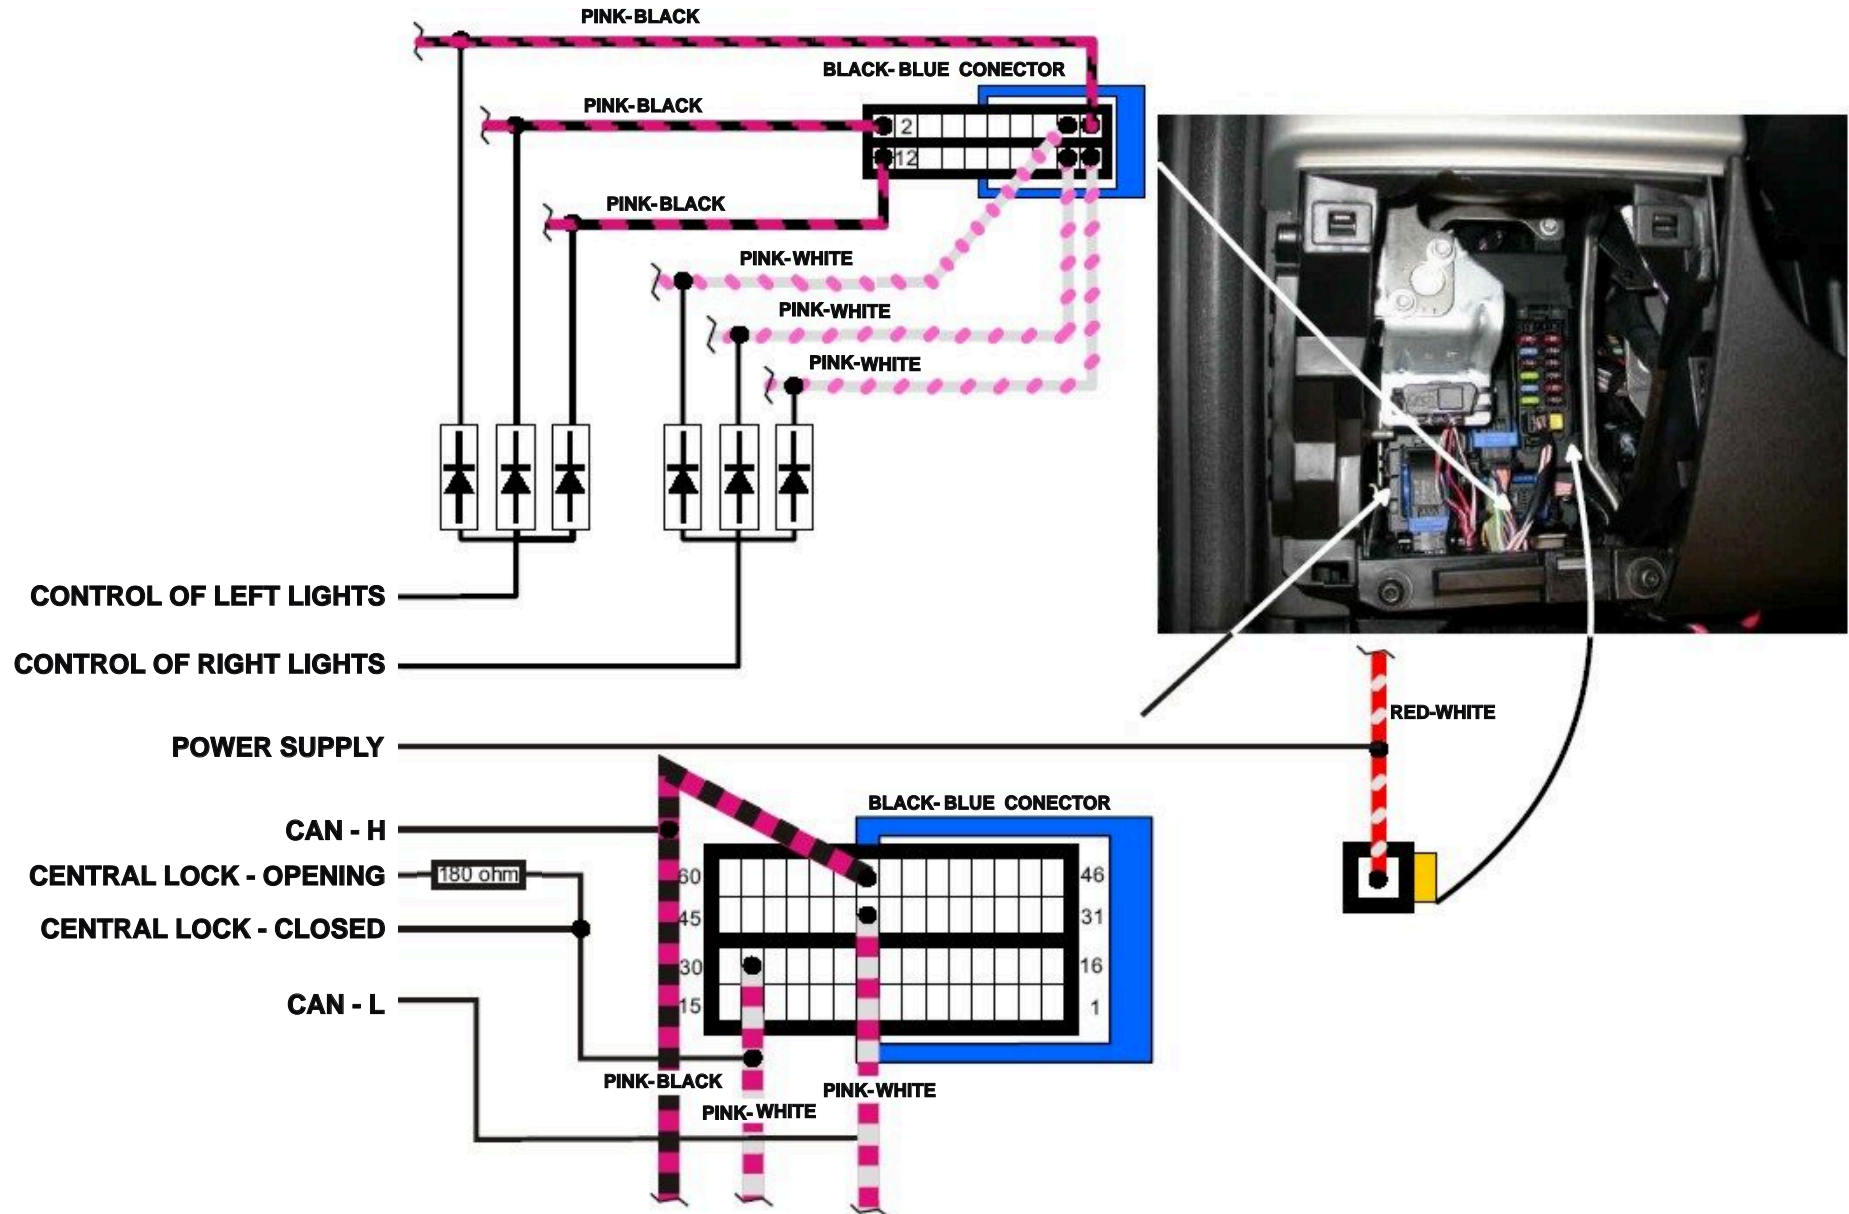 PINK-BLACK
BLACK-BLUE CONECTOR
PINK-BLACK
2
12
PINK-BLACK
PINK-WHITE
PINK-WHITE
PINK-WHITE
CONTROL OF LEFT LIGHTS
CONTROL OF RIGHT LIGHTS
RED-WHITE
POWER SUPPLY
BLACK-BLUE CONECTOR
CAN - H
CENTRAL LOCK - OPENING
180 ohm
60
46
CENTRAL LOCK - CLOSED
45
31
30
16
CAN - L
15
1
PINK-BLACK
PINK-WHITE
PINK-WHITE